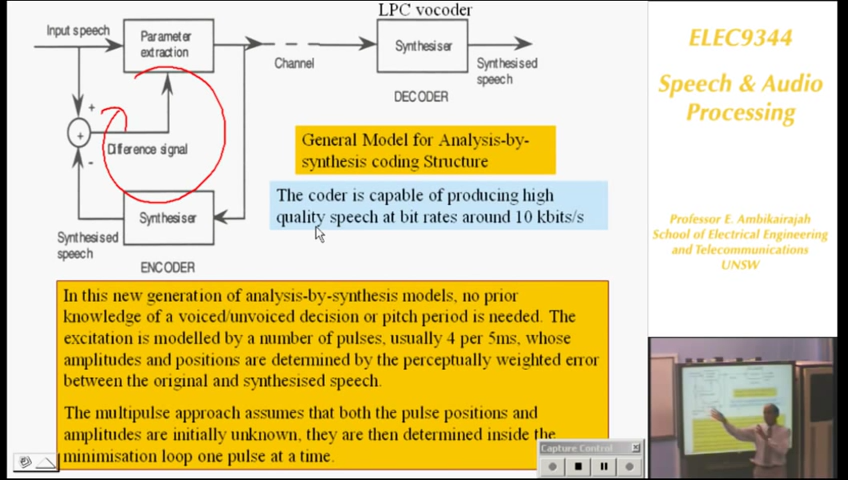 LPC vocoder
Input speech
Parameter
extraction
Channel
Synthesiser
Synthesised
speech
DECODER
+
+
-
Difference signal
Synthesiser
Synthesised
speech
ENCODER
General Model for Analysis-by-
synthesis coding Structure
The coder is capable of producing high
quality speech at bit rates around 10 kbits/s
In this new generation of analysis-by-synthesis models, no prior
knowledge of a voiced/unvoiced decision or pitch period is needed. The
excitation is modelled by a number of pulses, usually 4 per 5ms, whose
amplitudes and positions are determined by the perceptually weighted error
between the original and synthesised speech.
The multipulse approach assumes that both the pulse positions and
amplitudes are initially unknown, they are then determined inside the
minimisation loop one pulse at a time.
Capture Control
ELEC9344
Speech & Audio
Processing
Professor E. Ambikairajah
School of Electrical Engineering
and Telecommunications
UNSW